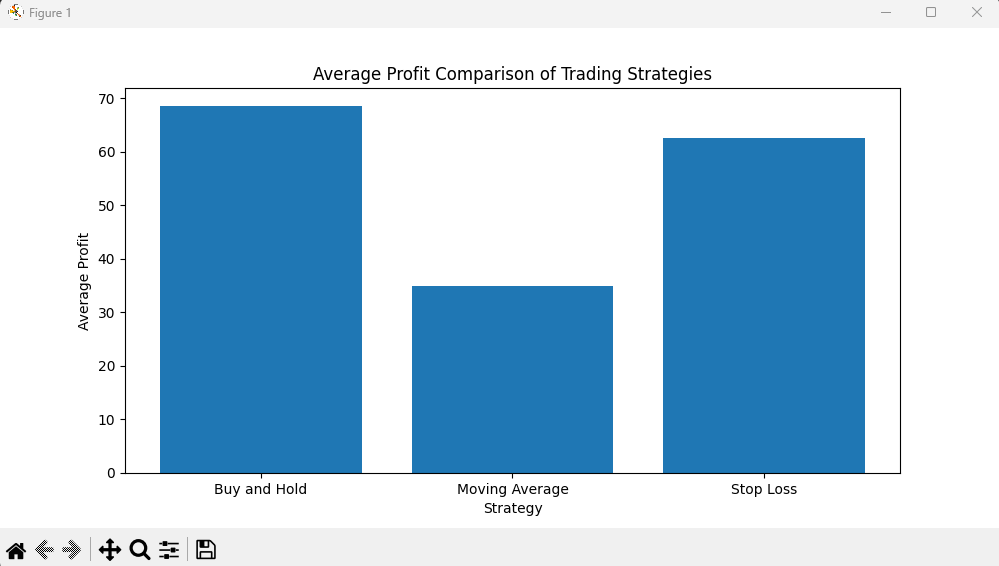 Figure 1
Average Profit Comparison of Trading Strategies
70
60
50
40
30
20
10
0
Average Profit
Buy and Hold Moving Average Stop Loss
Strategy